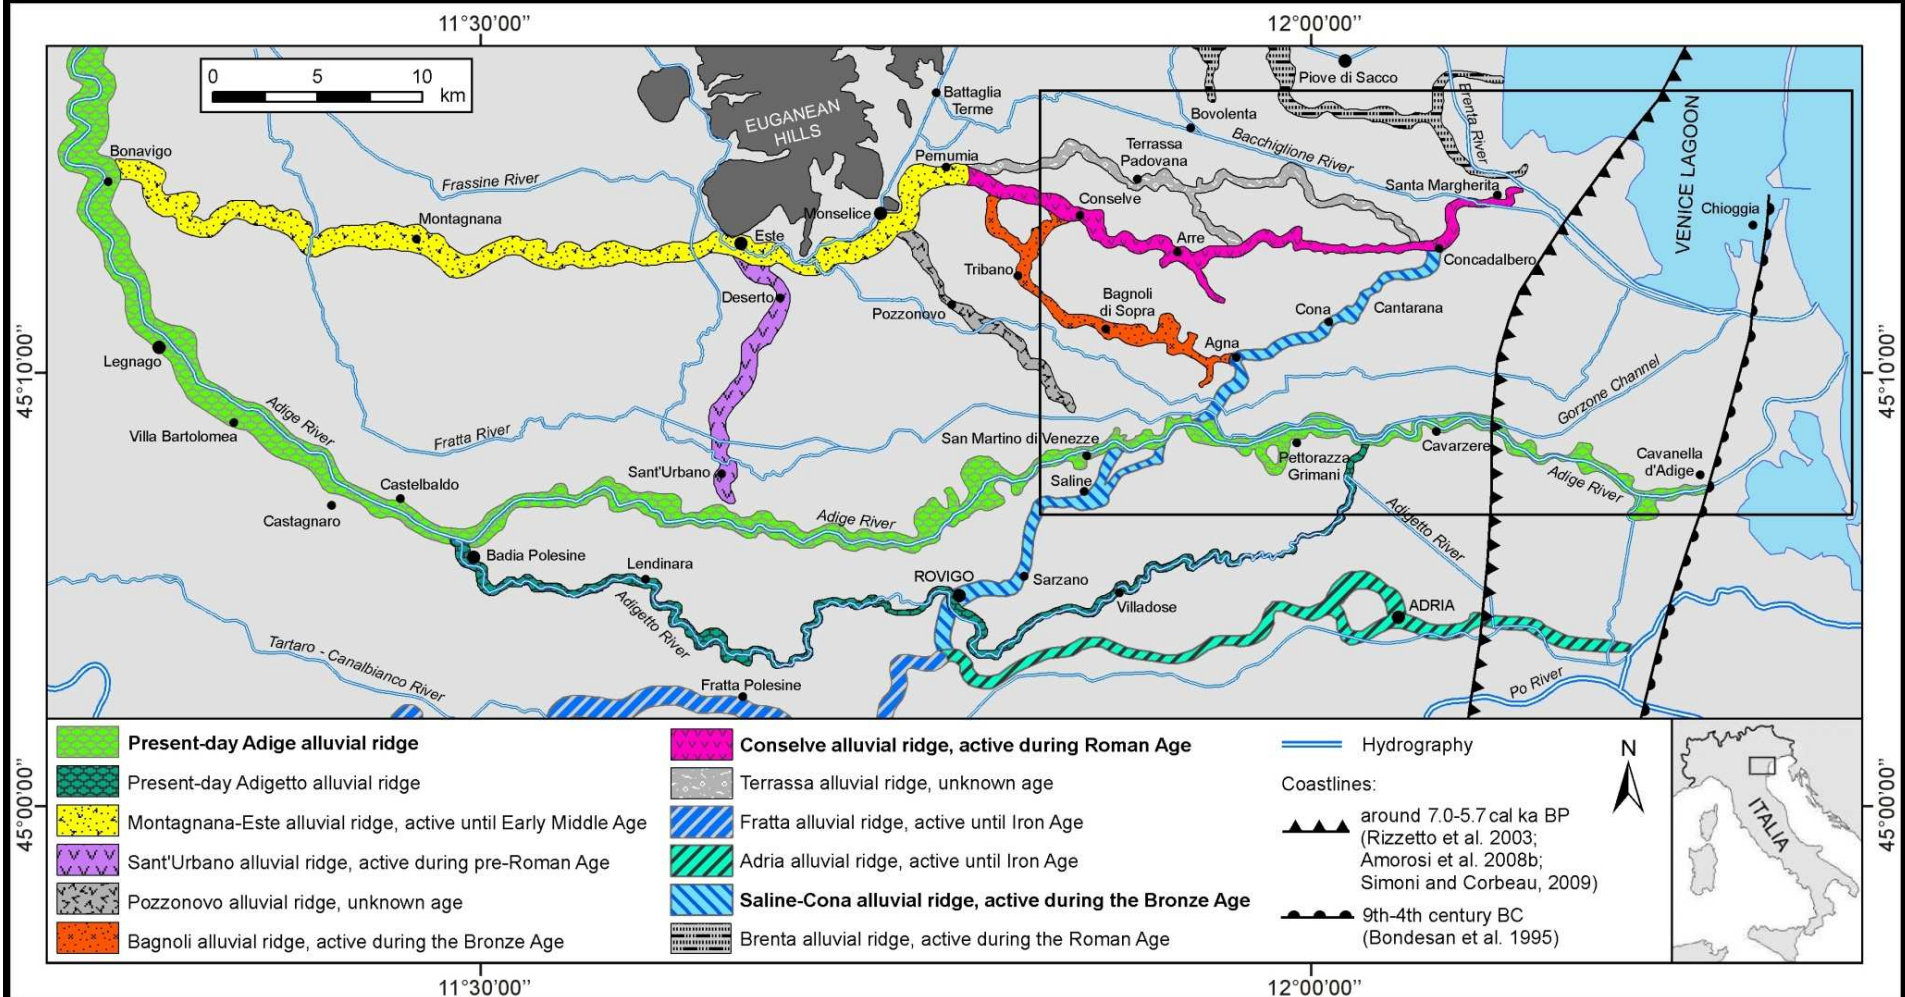 11°30'00’’
12°00'00’’
0 5 10
km
EUGANEAN
HILLS
Battaglia
Terme
Piove di Sacco
Brenta River
VENICE LAGOON
Bovolenta
Bacchiglione River
Bonavigo
Pernumia
Terrassa
Padovana
Frassine River
Santa Margherita
Montagnana
Monselice
Conselve
Chioggia
Este
Arre
Concadalbero
Tribano
Deserto
Pozzonovo
Bagnoli
di Sopra
Cona
Cantarana
Agna
45°10'00’’
45°10'00’’
Legnago
Gorzone Channel
Villa Bartolomea
Adige River
Fratta River
San Martino di Venezze
Cavarzere
Pettorazza
Grimani
Cavanella
d'Adige
Adige River
Sant'Urbano
Saline
Castelbaldo
Castagnaro
Adige River
Adigetto River
Badia Polesine
Lendinara
ROVIGO
Sarzano
Villadose
ADRIA
Adigetto River
Tartaro - Canalbianco River
Fratta Polesine
Po River
Present-day Adige alluvial ridge
Present-day Adigetto alluvial ridge
Montagnana-Este alluvial ridge, active until Early Middle Age
Sant'Urbano alluvial ridge, active during pre-Roman Age
Pozzonovo alluvial ridge, unknown age
Bagnoli alluvial ridge, active during the Bronze Age
Conselve alluvial ridge, active during Roman Age
Terrassa alluvial ridge, unknown age
Fratta alluvial ridge, active until Iron Age
Adria alluvial ridge, active until Iron Age
Saline-Cona alluvial ridge, active during the Bronze Age
Brenta alluvial ridge, active during the Roman Age
Hydrography
Coastlines:
around 7.0-5.7 cal ka BP
(Rizzetto et al. 2003;
Amorosi et al. 2008b;
Simoni and Corbeau, 2009)
9th-4th century BC
(Bondesan et al. 1995)
N
ITALIA
45°00'00’’
45°00'00’’
11°30'00’’
12°00'00’’